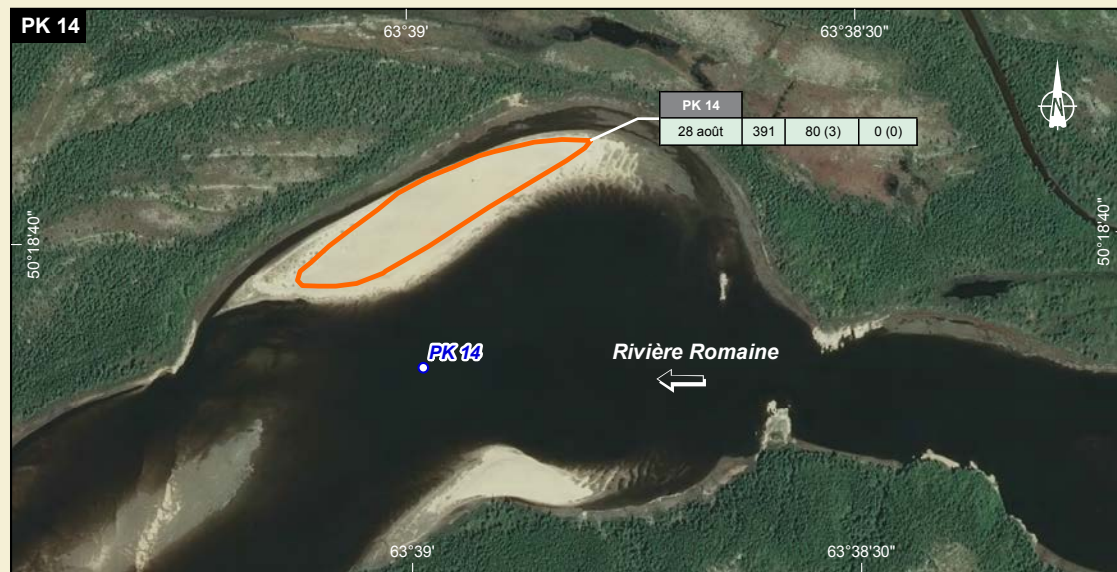 PK 14
63°39' 63°38'30"
N
PK 14
28 août 391 80 (3) 0 (0)
50°18'40" 50°18'40"
PK 14
Rivière Romaine
63°39' 63°38'30"